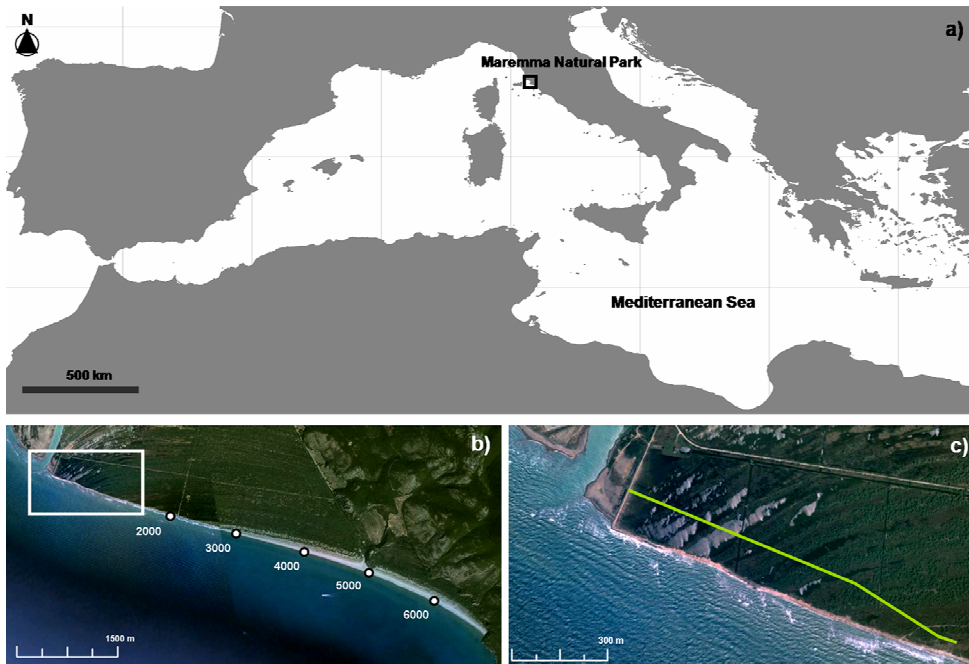 N
a)
Maremma Natural Park
Mediterranean Sea
500 km
b)
2000
3000
4000
5000
6000
1500 m
c)
300 m